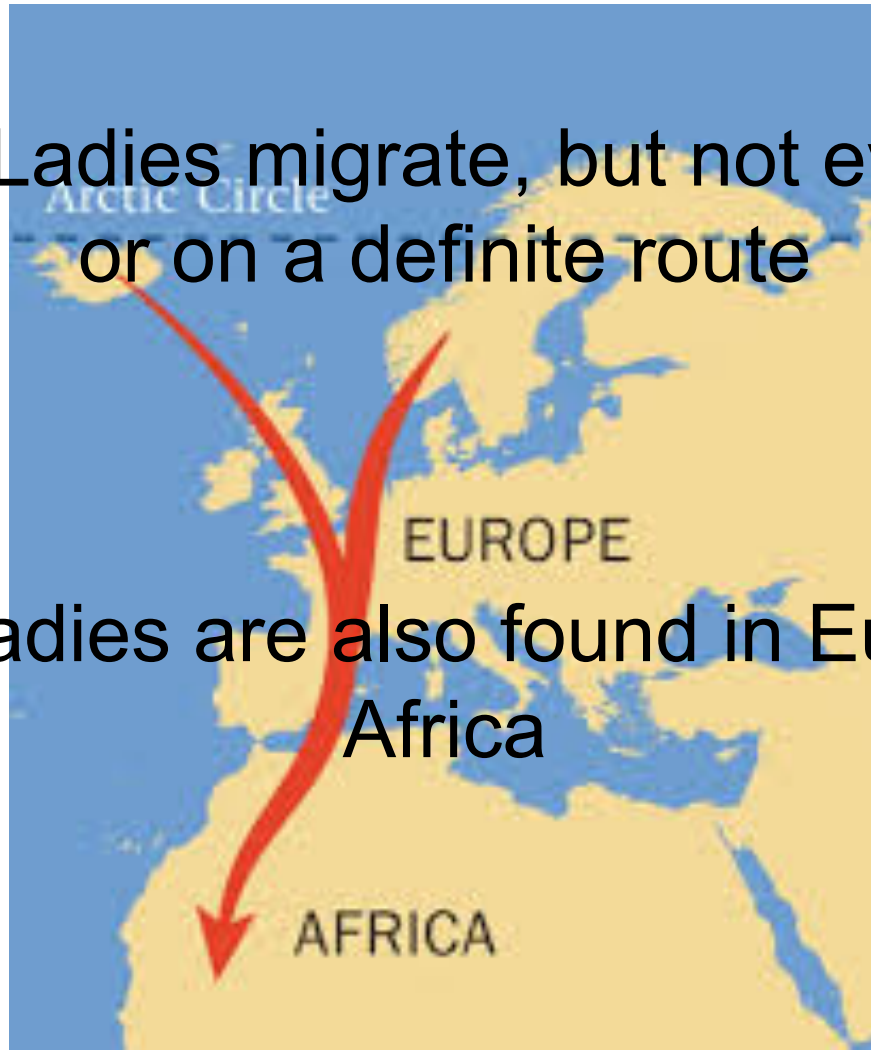 Ladies migrate, but not
Arctic Circle
or on a definite route
EUROPE
are also found in
Africa
AFRICA